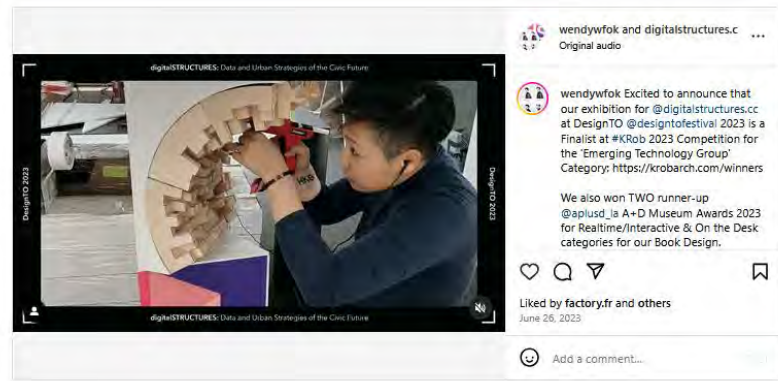 digitalSTRUCTURES: Data and Urban Strategies of the Civic Future
DesignTO 2023
HKB
DesignTO 2023
digitalSTRUCTURES: Data and Urban Strategies of the Civic Future
wendywfok and digitalstructures.c ...
Original audio
wendywfok Excited to announce that
our exhibition for @digitalstructures.cc
at DesignTO @designtofestival 2023 is a
Finalist at #KRob 2023 Competition for
the 'Emerging Technology Group'
Category: https://krobarch.com/winners
We also won TWO runner-up
@aplusd_la A+D Museum Awards 2023
for Realtime/Interactive & On the Desk
categories for our Book Design.
Liked by factory.fr and others
June 26, 2023
Add a comment...